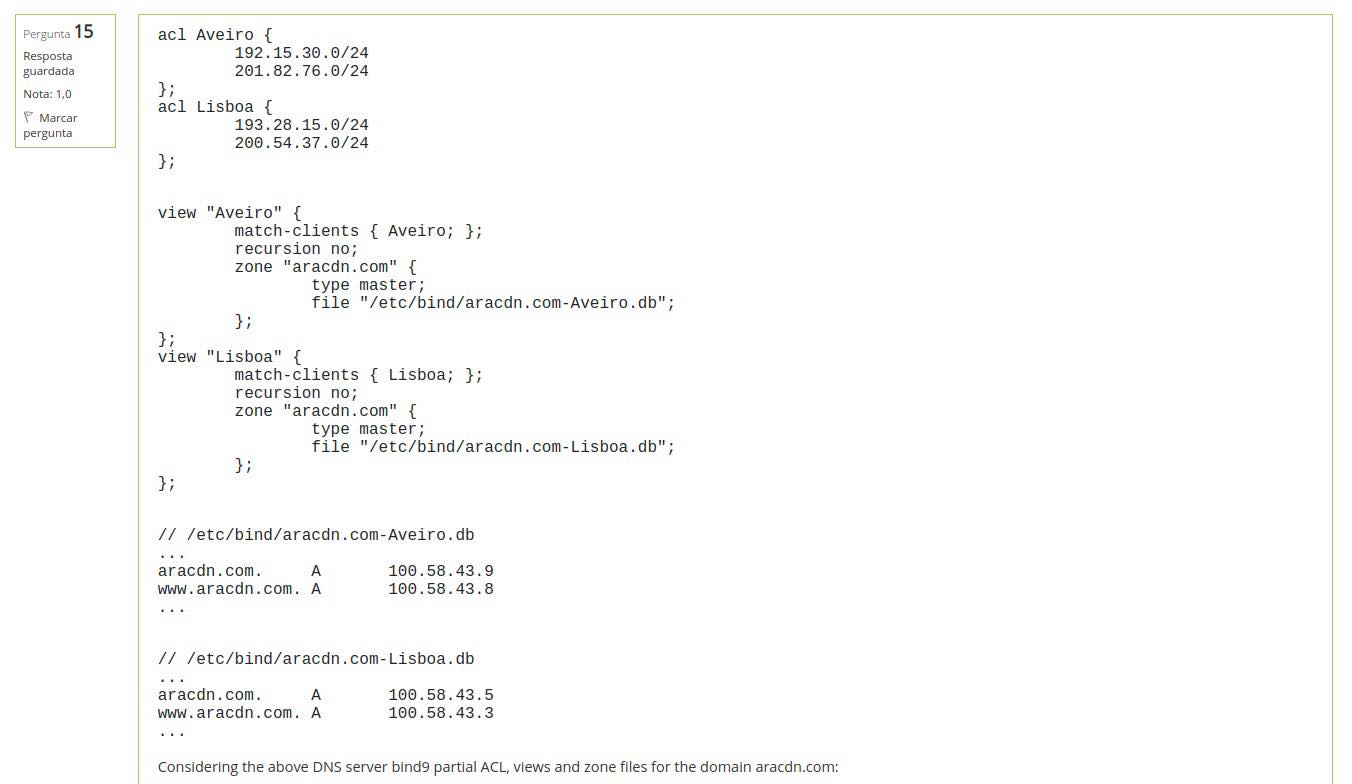 Pergunta 15
Resposta
guardada
Nota: 1,0
Marcar
pergunta
acl Aveiro {
        192.15.30.0/24
        201.82.76.0/24
};
acl Lisboa {
        193.28.15.0/24
        200.54.37.0/24
};
view "Aveiro" {
        match-clients { Aveiro; };
        recursion no;
        zone "aracdn.com" {
                type master;
                file "/etc/bind/aracdn.com-Aveiro.db";
        };
};
view "Lisboa" {
        match-clients { Lisboa; };
        recursion no;
        zone "aracdn.com" {
                type master;
                file "/etc/bind/aracdn.com-Lisboa.db";
        };
};
// /etc/bind/aracdn.com-Aveiro.db
...
aracdn.com.     A       100.58.43.9
www.aracdn.com. A       100.58.43.8
...
// /etc/bind/aracdn.com-Lisboa.db
...
aracdn.com.     A       100.58.43.5
www.aracdn.com. A       100.58.43.3
...
Considering the above DNS server bind9 partial ACL, views and zone files for the domain aracdn.com: